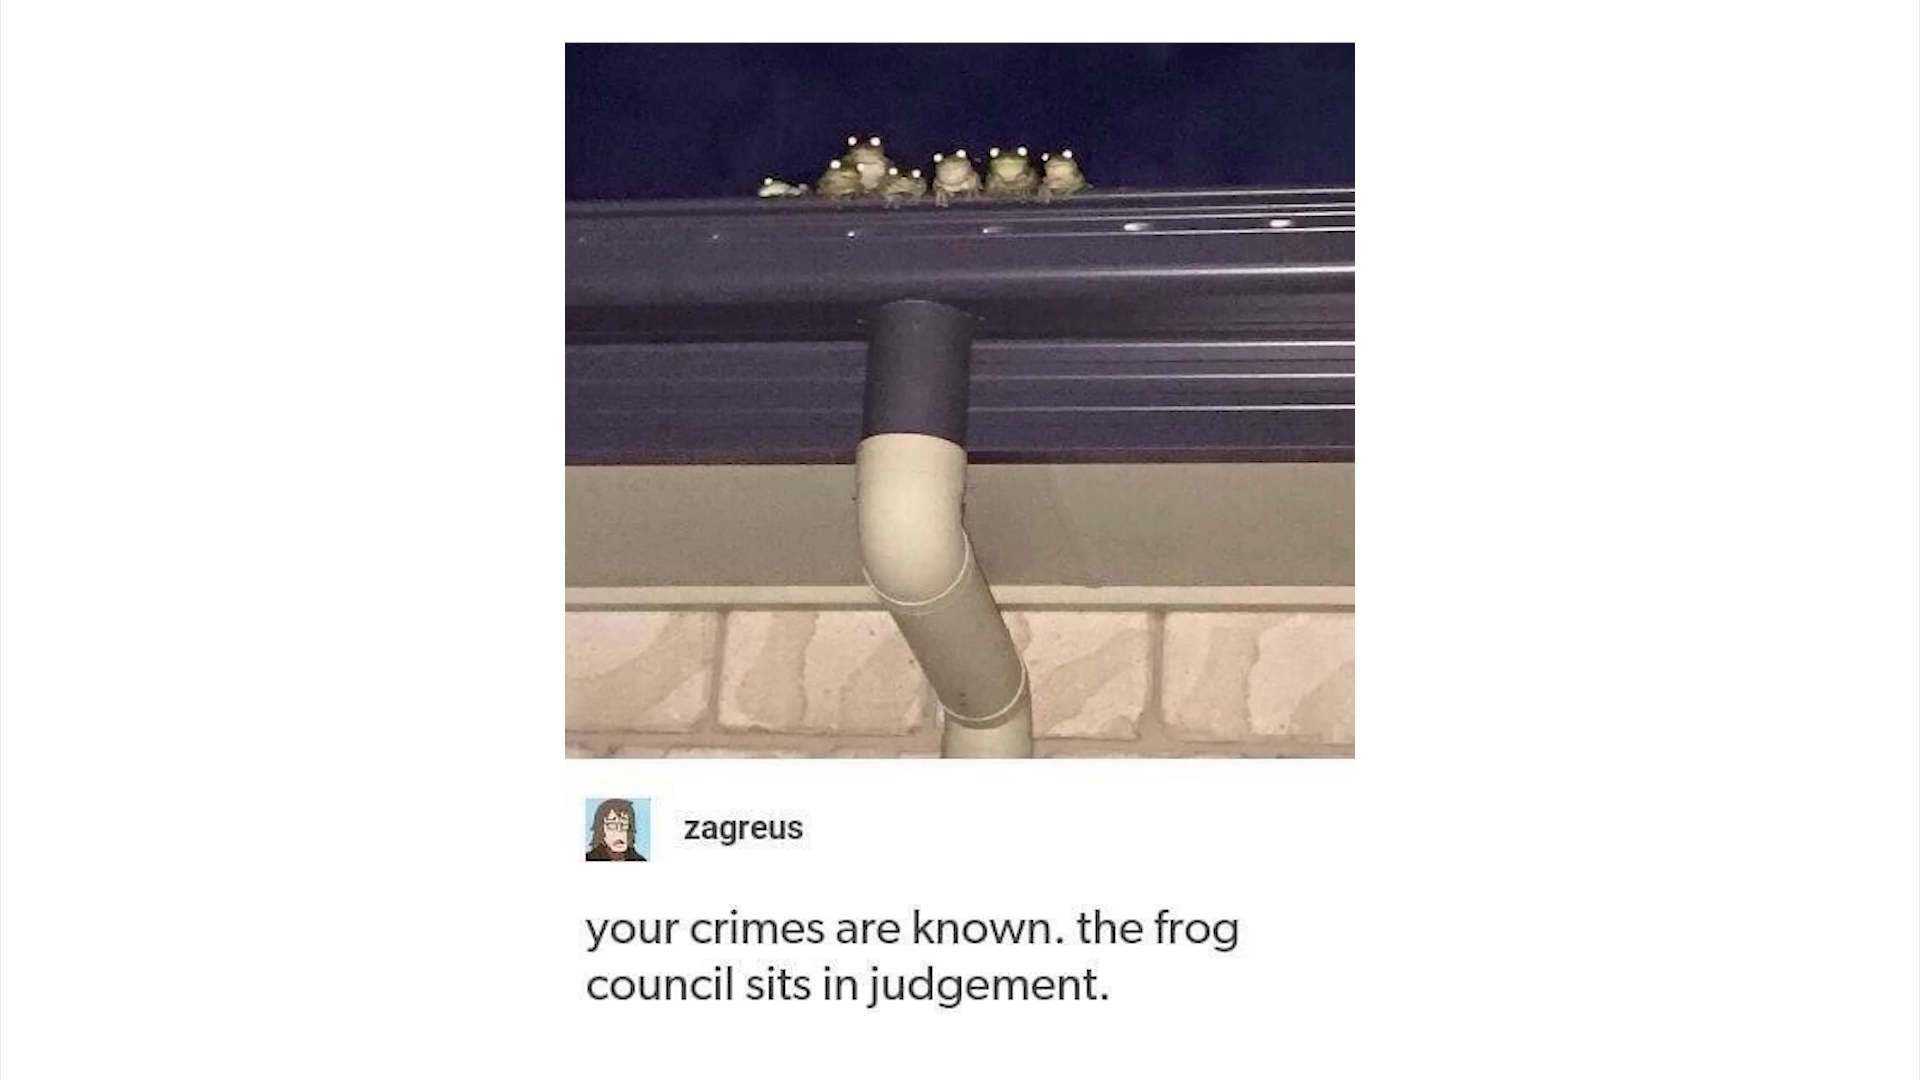 zagreus
your crimes are known. the frog
council sits in judgement.